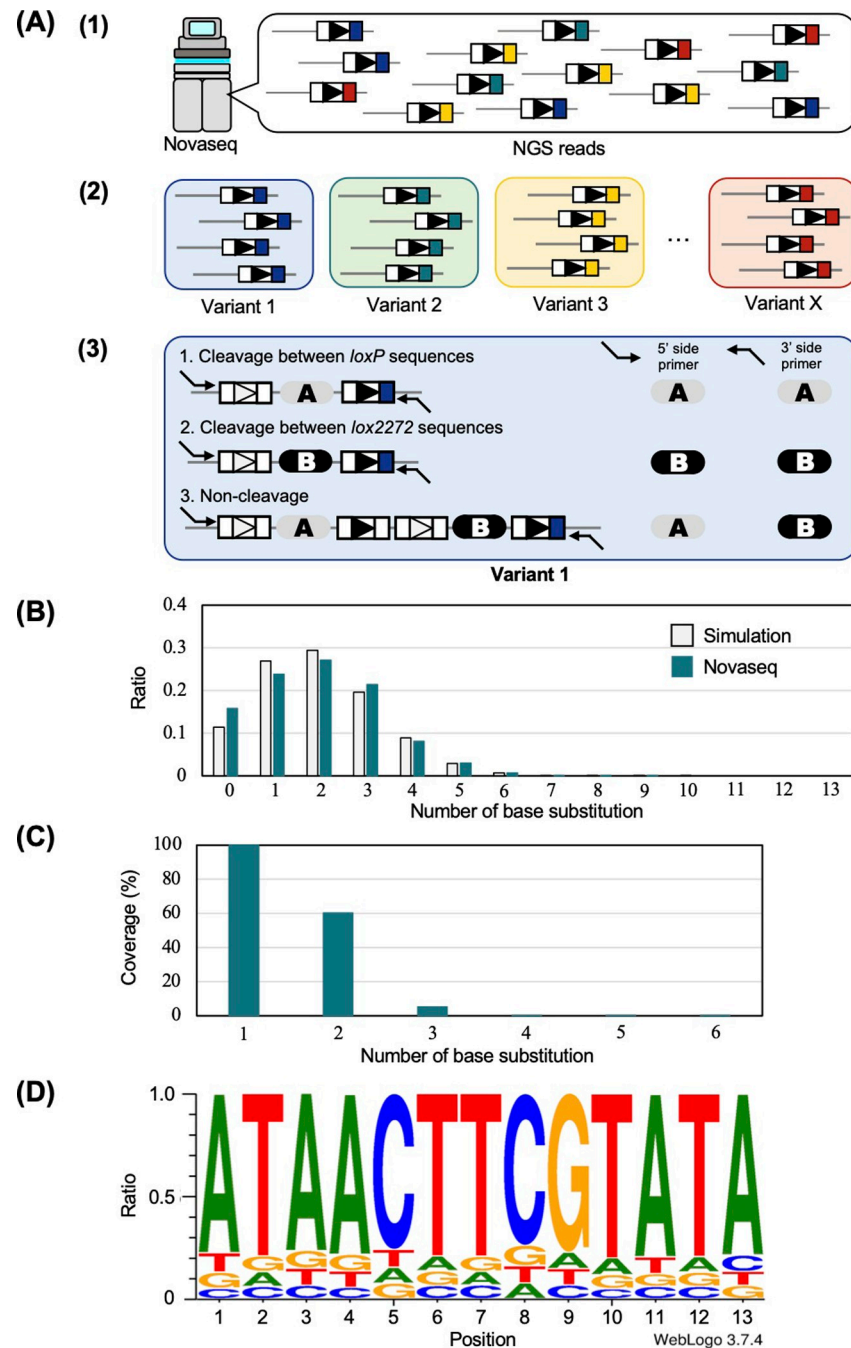 (A)
(1)
Novaseq
NGS reads
(2)
Variant 1
Variant 2
Variant 3
...
Variant X
(3)
1. Cleavage between loxP sequences
5' side
primer
3' side
primer
A
A
A
2. Cleavage between lox2272 sequences
B
B
B
3. Non-cleavage
A
B
A
B
Variant 1
(B)
Ratio
0.4
0.3
0.2
0.1
0
Simulation
Novaseq
0 1 2 3 4 5 6 7 8 9 10 11 12 13
Number of base substitution
(C)
Coverage (%)
100
80
60
40
20
0
1 2 3 4 5 6
Number of base substitution
(D)
Ratio
1.0
0.5
0
A T A A C T T C G T A T A
T G G G T A G G A A T A C
G A T T A G A T T G G G T
C C C C G C C A C C C C G
1 2 3 4 5 6 7 8 9 10 11 12 13
Position
WebLogo 3.7.4